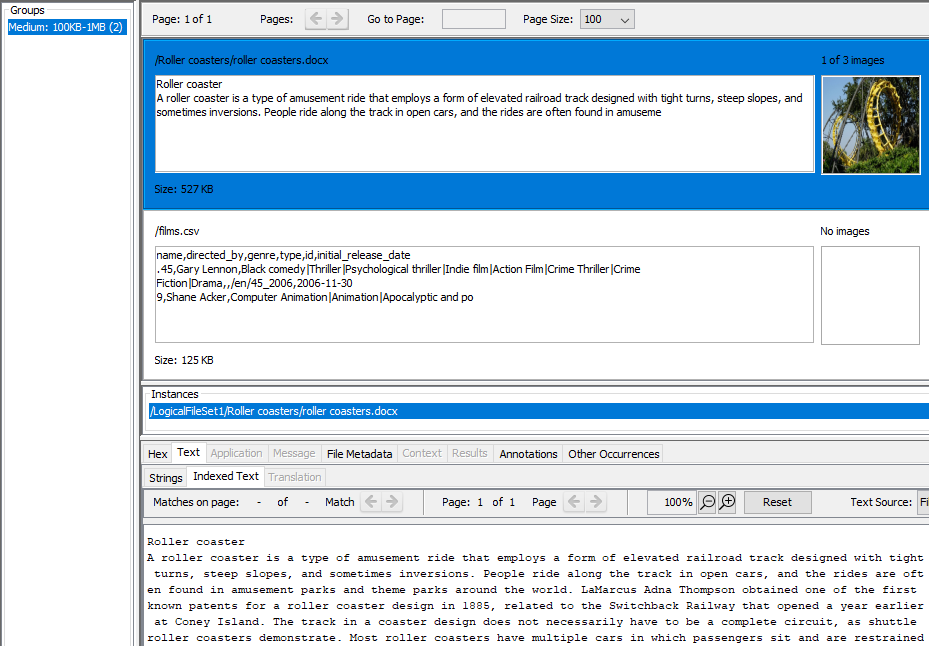 Groups
Medium: 100KB-1MB (2)
Page: 1 of 1 Pages: Go to Page: Page Size: 100
/Roller coasters/roller coasters.docx 1 of 3 images
Roller coaster
A roller coaster is a type of amusement ride that employs a form of elevated railroad track designed with tight turns, steep slopes, and
sometimes inversions. People ride along the track in open cars, and the rides are often found in amuseme
Size: 527 KB
/films.csv No images
name,directed_by,genre,type,id,initial_release_date
.45,Gary Lennon,Black comedy|Thriller|Psychological thriller|Indie film|Action Film|Crime Thriller|Crime
Fiction|Drama,,/en/45_2006,2006-11-30
9,Shane Acker,Computer Animation|Animation|Apocalyptic and po
Size: 125 KB
Instances
/LogicalFileSet1/Roller coasters/roller coasters.docx
Hex Text Application Message File Metadata Context Results Annotations Other Occurrences
Strings Indexed Text Translation
Matches on page: - of - Match Page: 1 of 1 Page 100% Reset Text Source: Fi
Roller coaster
A roller coaster is a type of amusement ride that employs a form of elevated railroad track designed with tight
turns, steep slopes, and sometimes inversions. People ride along the track in open cars, and the rides are oft
en found in amusement parks and theme parks around the world. LaMarcus Adna Thompson obtained one of the first
known patents for a roller coaster design in 1885, related to the Switchback Railway that opened a year earlier
at Coney Island. The track in a coaster design does not necessarily have to be a complete circuit, as shuttle
roller coasters demonstrate. Most roller coasters have multiple cars in which passengers sit and are restrained